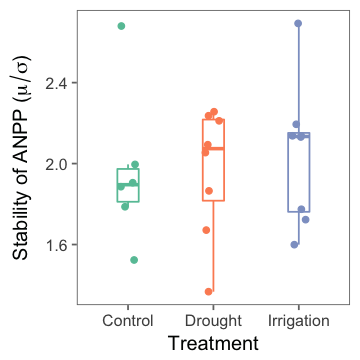 Stability of ANPP (μ/σ)
2.4
2.0
1.6
Control Drought Irrigation
Treatment